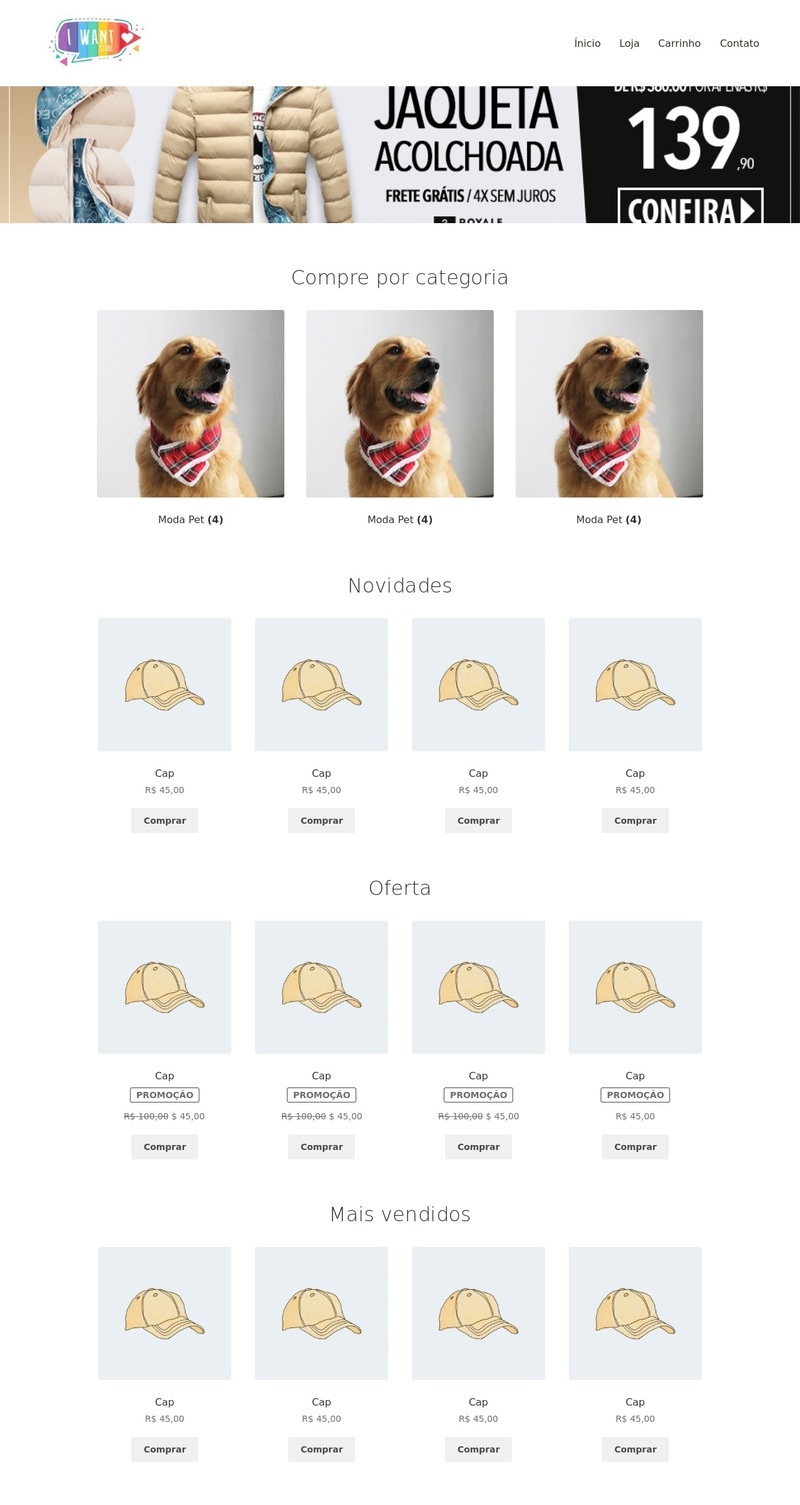 I WANT
STORE
Ínicio Loja Carrinho Contato
JAQUETA
ACOLCHOADA
FRETE GRÁTIS / 4X SEM JUROS
ROYALE
DE R$ 380.00 POR APENAS R$
139,90
CONFIRA
Compre por categoria
Moda Pet (4) Moda Pet (4) Moda Pet (4)
Novidades
Cap Cap Cap Cap
R$ 45,00 R$ 45,00 R$ 45,00 R$ 45,00
Comprar Comprar Comprar Comprar
Oferta
Cap Cap Cap Cap
PROMOÇÃO PROMOÇÃO PROMOÇÃO PROMOÇÃO
R$ 100,00 $ 45,00 R$ 100,00 $ 45,00 R$ 100,00 $ 45,00 R$ 45,00
Comprar Comprar Comprar Comprar
Mais vendidos
Cap Cap Cap Cap
R$ 45,00 R$ 45,00 R$ 45,00 R$ 45,00
Comprar Comprar Comprar Comprar